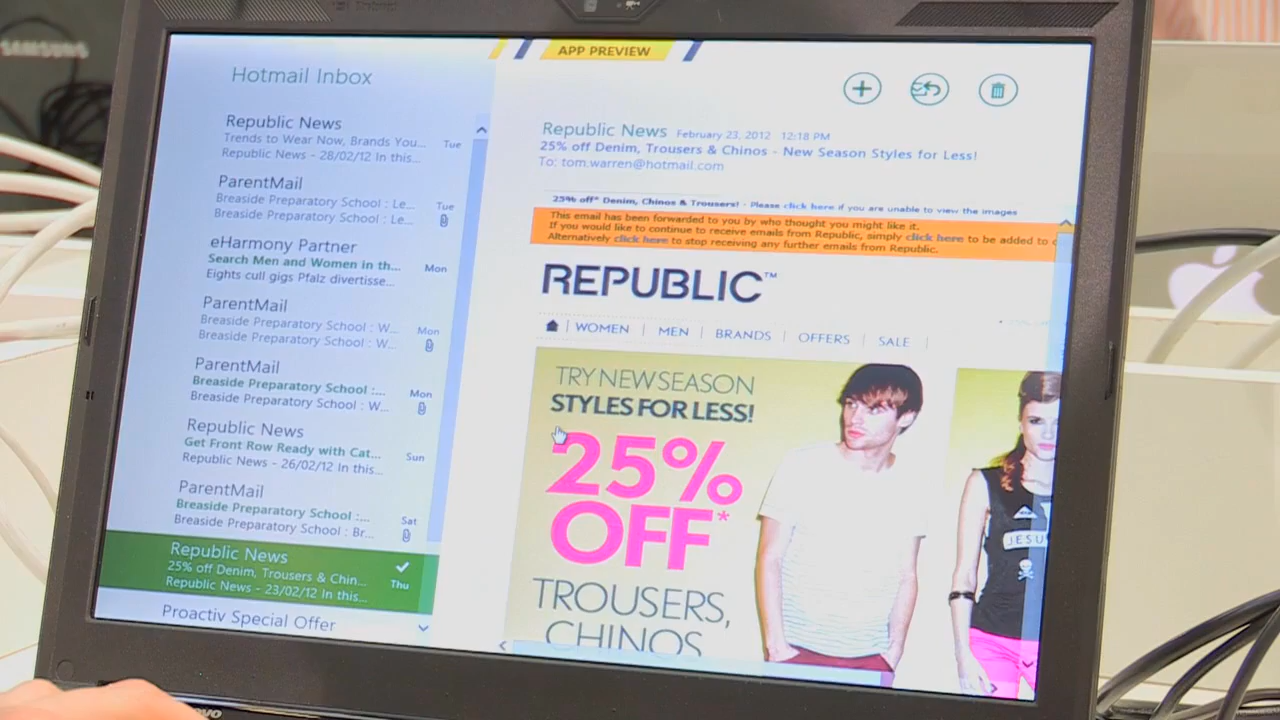 SAMSUNG
APP PREVIEW
Hotmail Inbox
Republic News
Trends to Wear Now, Brands You...
Tue
Republic News - 28/02/12 In this...
ParentMail
Breaside Preparatory School : Le...
Tue
Breaside Preparatory School : Le...
eHarmony Partner
Search Men and Women in th...
Mon
Eights cull gigs Pfalz divertisse...
ParentMail
Breaside Preparatory School : W...
Mon
Breaside Preparatory School : W...
ParentMail
Breaside Preparatory School :...
Mon
Breaside Preparatory School : W...
Republic News
Get Front Row Ready with Cat...
Sun
Republic News - 26/02/12 In this...
ParentMail
Breaside Preparatory School :...
Sat
Breaside Preparatory School : Br...
Republic News
25% off Denim, Trousers & Chin...
Thu
Republic News - 23/02/12 In this...
Proactiv Special Offer
Republic News February 23, 2012 12:18 PM
25% off Denim, Trousers & Chinos - New Season Styles for Less!
To: tom.warren@hotmail.com
25% off* Denim, Chinos & Trousers! - Please click here if you are unable to view the images
This email has been forwarded to you by who thought you might like it.
If you would like to continue to receive emails from Republic, simply click here to be added to
Alternatively click here to stop receiving any further emails from Republic.
REPUBLIC™
WOMEN | MEN | BRANDS | OFFERS | SALE |
TRY NEW SEASON
STYLES FOR LESS!
25%
OFF*
TROUSERS,
CHINOS
JESU